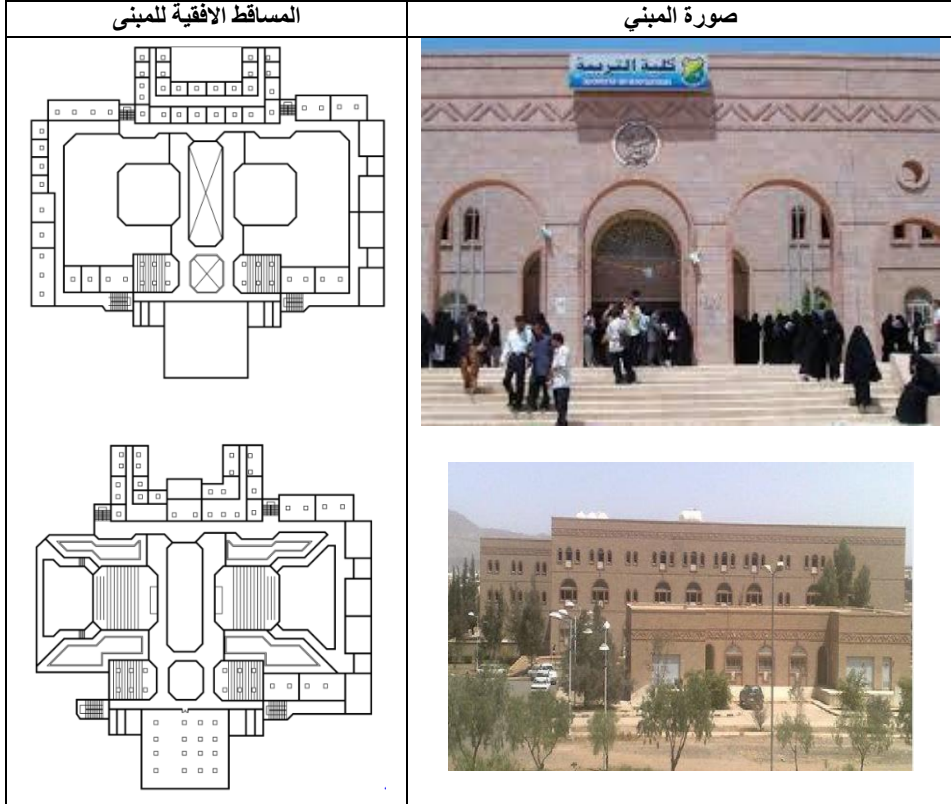 صورة المبني
المساقط الافقية للمبنى
كلية التربية